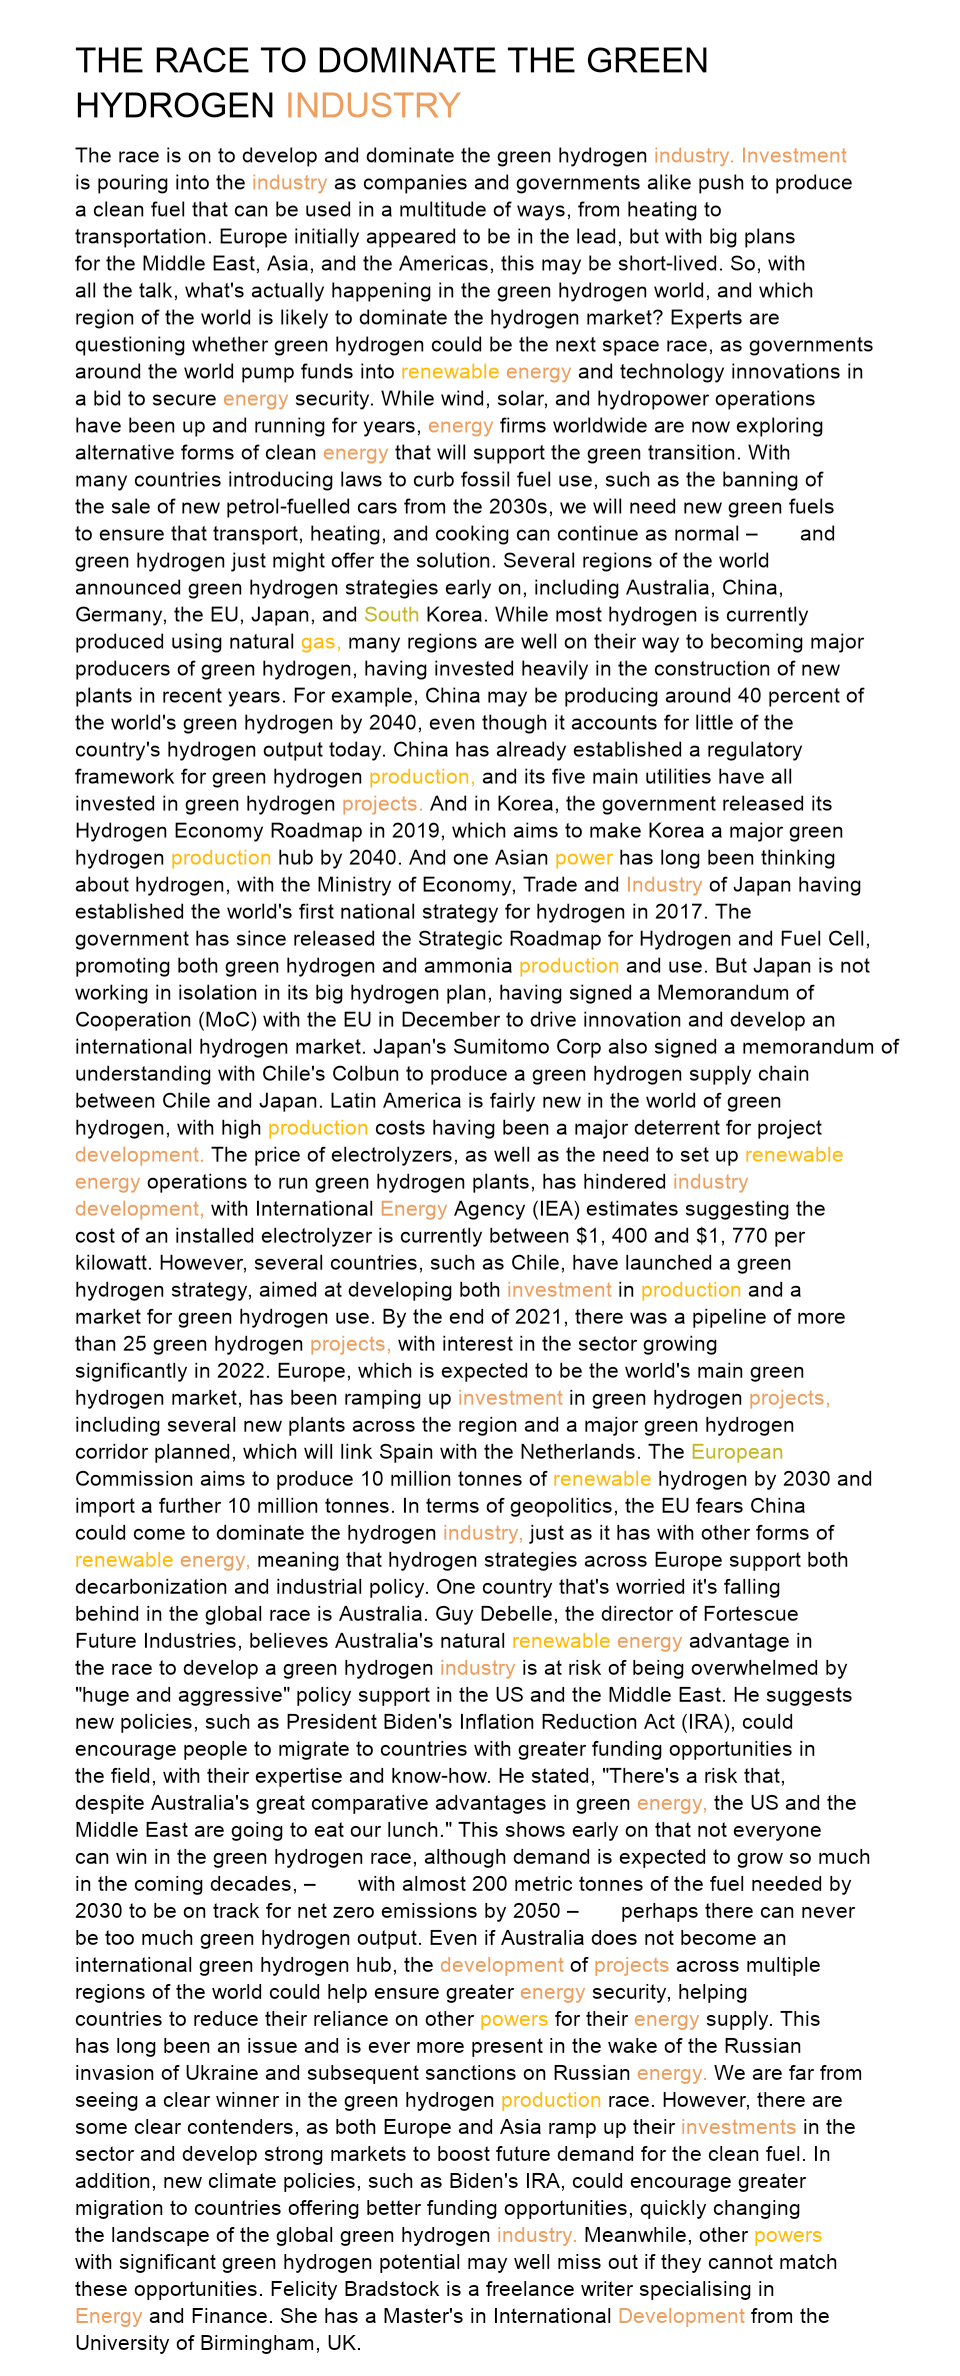 THE RACE TO DOMINATE THE GREEN
HYDROGEN INDUSTRY
The race is on to develop and dominate the green hydrogen industry. Investment
is pouring into the industry as companies and governments alike push to produce
a clean fuel that can be used in a multitude of ways, from heating to
transportation. Europe initially appeared to be in the lead, but with big plans
for the Middle East, Asia, and the Americas, this may be short-lived. So, with
all the talk, what's actually happening in the green hydrogen world, and which
region of the world is likely to dominate the hydrogen market? Experts are
questioning whether green hydrogen could be the next space race, as governments
around the world pump funds into renewable energy and technology innovations in
a bid to secure energy security. While wind, solar, and hydropower operations
have been up and running for years, energy firms worldwide are now exploring
alternative forms of clean energy that will support the green transition. With
many countries introducing laws to curb fossil fuel use, such as the banning of
the sale of new petrol-fuelled cars from the 2030s, we will need new green fuels
to ensure that transport, heating, and cooking can continue as normal – and
green hydrogen just might offer the solution. Several regions of the world
announced green hydrogen strategies early on, including Australia, China,
Germany, the EU, Japan, and South Korea. While most hydrogen is currently
produced using natural gas, many regions are well on their way to becoming major
producers of green hydrogen, having invested heavily in the construction of new
plants in recent years. For example, China may be producing around 40 percent of
the world's green hydrogen by 2040, even though it accounts for little of the
country's hydrogen output today. China has already established a regulatory
framework for green hydrogen production, and its five main utilities have all
invested in green hydrogen projects. And in Korea, the government released its
Hydrogen Economy Roadmap in 2019, which aims to make Korea a major green
hydrogen production hub by 2040. And one Asian power has long been thinking
about hydrogen, with the Ministry of Economy, Trade and Industry of Japan having
established the world's first national strategy for hydrogen in 2017. The
government has since released the Strategic Roadmap for Hydrogen and Fuel Cell,
promoting both green hydrogen and ammonia production and use. But Japan is not
working in isolation in its big hydrogen plan, having signed a Memorandum of
Cooperation (MoC) with the EU in December to drive innovation and develop an
international hydrogen market. Japan's Sumitomo Corp also signed a memorandum of
understanding with Chile's Colbun to produce a green hydrogen supply chain
between Chile and Japan. Latin America is fairly new in the world of green
hydrogen, with high production costs having been a major deterrent for project
development. The price of electrolyzers, as well as the need to set up renewable
energy operations to run green hydrogen plants, has hindered industry
development, with International Energy Agency (IEA) estimates suggesting the
cost of an installed electrolyzer is currently between $1, 400 and $1, 770 per
kilowatt. However, several countries, such as Chile, have launched a green
hydrogen strategy, aimed at developing both investment in production and a
market for green hydrogen use. By the end of 2021, there was a pipeline of more
than 25 green hydrogen projects, with interest in the sector growing
significantly in 2022. Europe, which is expected to be the world's main green
hydrogen market, has been ramping up investment in green hydrogen projects,
including several new plants across the region and a major green hydrogen
corridor planned, which will link Spain with the Netherlands. The European
Commission aims to produce 10 million tonnes of renewable hydrogen by 2030 and
import a further 10 million tonnes. In terms of geopolitics, the EU fears China
could come to dominate the hydrogen industry, just as it has with other forms of
renewable energy, meaning that hydrogen strategies across Europe support both
decarbonization and industrial policy. One country that's worried it's falling
behind in the global race is Australia. Guy Debelle, the director of Fortescue
Future Industries, believes Australia's natural renewable energy advantage in
the race to develop a green hydrogen industry is at risk of being overwhelmed by
"huge and aggressive" policy support in the US and the Middle East. He suggests
new policies, such as President Biden's Inflation Reduction Act (IRA), could
encourage people to migrate to countries with greater funding opportunities in
the field, with their expertise and know-how. He stated, "There's a risk that,
despite Australia's great comparative advantages in green energy, the US and the
Middle East are going to eat our lunch." This shows early on that not everyone
can win in the green hydrogen race, although demand is expected to grow so much
in the coming decades, – with almost 200 metric tonnes of the fuel needed by
2030 to be on track for net zero emissions by 2050 – perhaps there can never
be too much green hydrogen output. Even if Australia does not become an
international green hydrogen hub, the development of projects across multiple
regions of the world could help ensure greater energy security, helping
countries to reduce their reliance on other powers for their energy supply. This
has long been an issue and is ever more present in the wake of the Russian
invasion of Ukraine and subsequent sanctions on Russian energy. We are far from
seeing a clear winner in the green hydrogen production race. However, there are
some clear contenders, as both Europe and Asia ramp up their investments in the
sector and develop strong markets to boost future demand for the clean fuel. In
addition, new climate policies, such as Biden's IRA, could encourage greater
migration to countries offering better funding opportunities, quickly changing
the landscape of the global green hydrogen industry. Meanwhile, other powers
with significant green hydrogen potential may well miss out if they cannot match
these opportunities. Felicity Bradstock is a freelance writer specialising in
Energy and Finance. She has a Master's in International Development from the
University of Birmingham, UK.